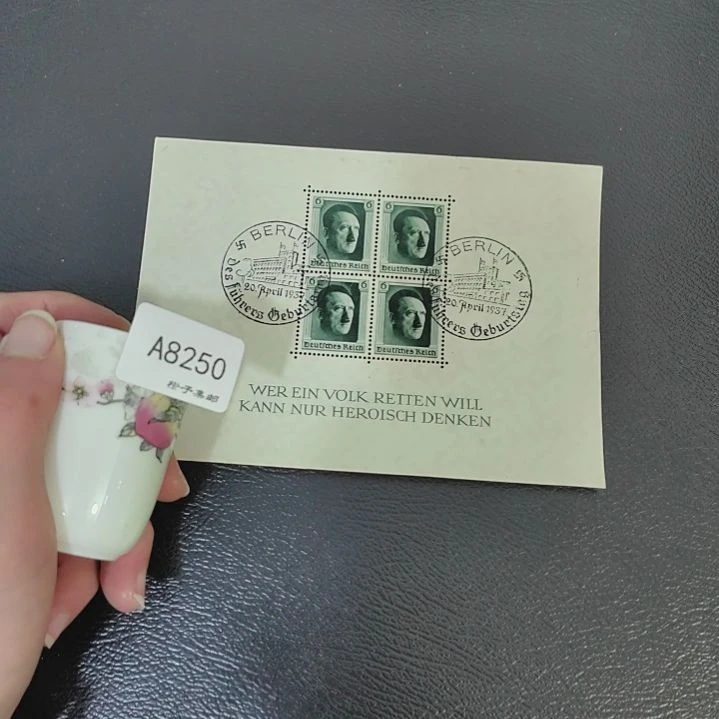 6 6
Deutsches Reich Deutsches Reich
6 6
Deutsches Reich Deutsches Reich
BERLIN
20. April 1937
Des Führers Geburtstag
BERLIN
20. April 1937
Des Führers Geburtstag
WER EIN VOLK RETTEN WILL
KANN NUR HEROISCH DENKEN
A8250